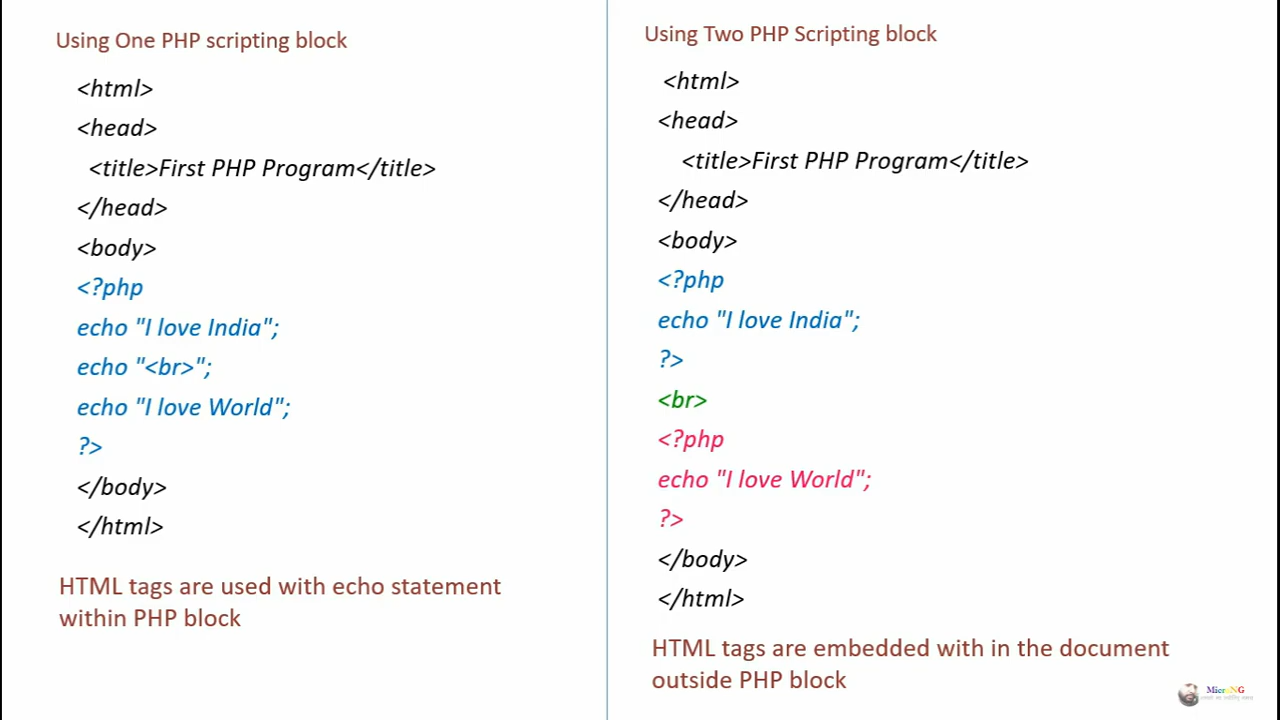 Using One PHP scripting block
<html>
<head>
<title>First PHP Program</title>
</head>
<body>
<?php
echo "I love India";
echo "<br>";
echo "I love World";
?>
</body>
</html>
HTML tags are used with echo statement
within PHP block
Using Two PHP Scripting block
<html>
<head>
<title>First PHP Program</title>
</head>
<body>
<?php
echo "I love India";
?>
<br>
<?php
echo "I love World";
?>
</body>
</html>
HTML tags are embedded with in the document
outside PHP block
MicroNG